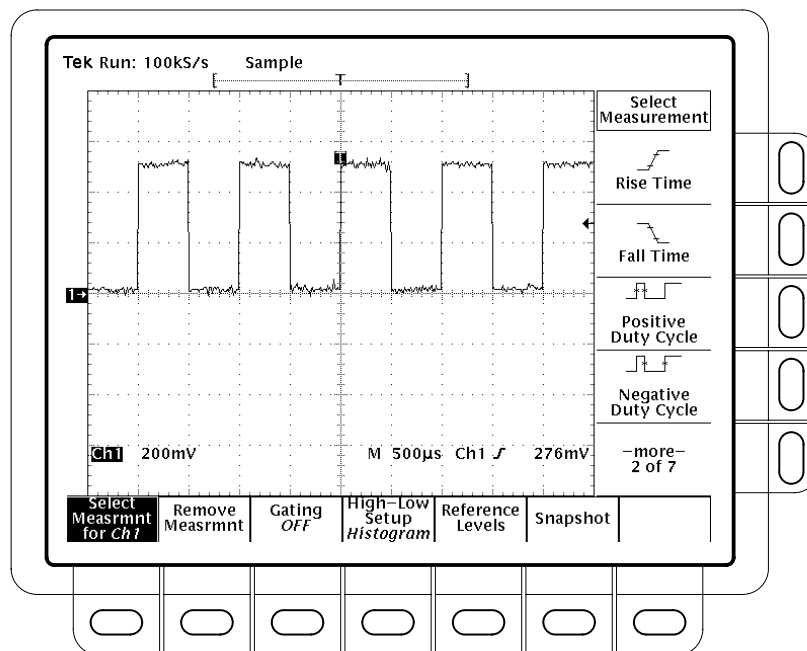 Tek Run: 100kS/s Sample
T
Select
Measurement
Rise Time
Fall Time
Positive
Duty Cycle
Negative
Duty Cycle
–more–
2 of 7
T
1→
Ch1 200mV M 500µs Ch1 276mV
Select
Measrmnt
for Ch1
Remove
Measrmnt
Gating
OFF
High–Low
Setup
Histogram
Reference
Levels
Snapshot